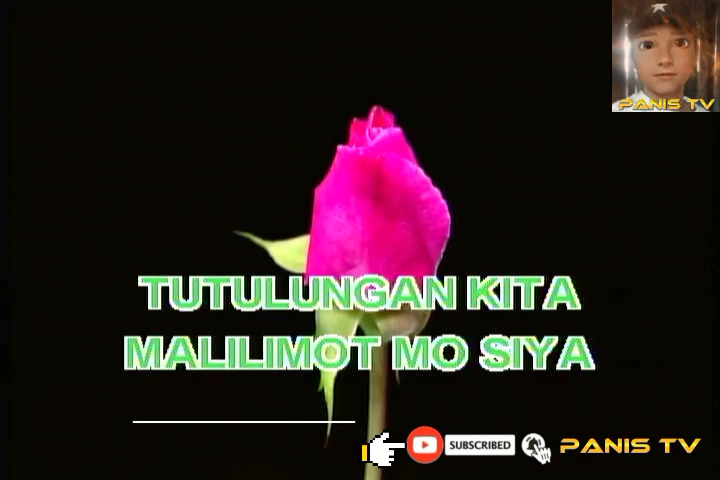 PANIS TV
TUTULUNGAN KITA
MALILIMOT MO SIYA
SUBSCRIBED
PANIS TV